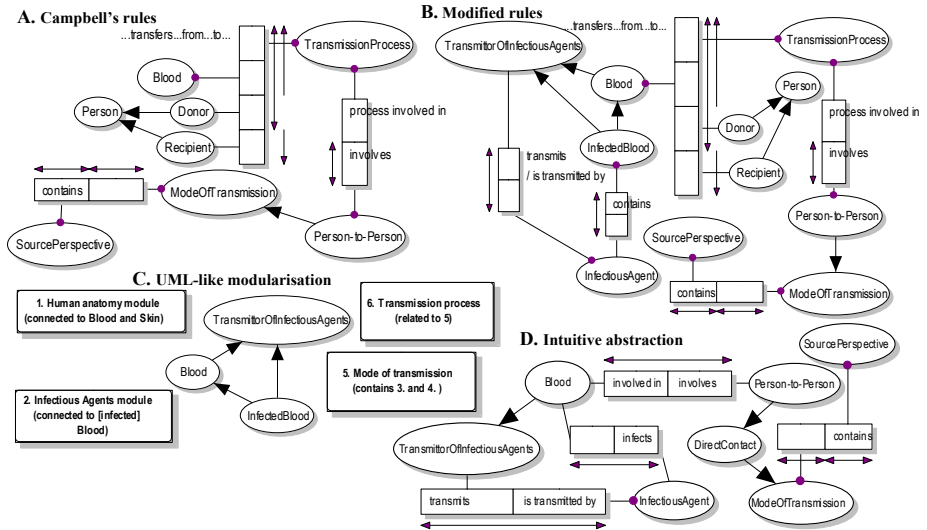 A. Campbell's rules
...transfers...from...to...
TransmissionProcess
Blood
Person
Donor
Recipient
process involved in
involves
contains
ModeOfTransmission
SourcePerspective
Person-to-Person
B. Modified rules
...transfers...from...to...
TransmittorOfInfectiousAgents
TransmissionProcess
Blood
Person
process involved in
Donor
InfectedBlood
involves
transmits
/ is transmitted by
Recipient
contains
Person-to-Person
SourcePerspective
InfectiousAgent
contains
ModeOfTransmission
C. UML-like modularisation
1. Human anatomy module
(connected to Blood and Skin)
TransmittorOfInfectiousAgents
6. Transmission process
(related to 5)
Blood
5. Mode of transmission
(contains 3. and 4. )
2. Infectious Agents module
(connected to [infected]
Blood)
InfectedBlood
D. Intuitive abstraction
SourcePerspective
Blood
involved in
involves
Person-to-Person
TransmittorOfInfectiousAgents
infects
DirectContact
contains
transmits
is transmitted by
InfectiousAgent
ModeOfTransmission